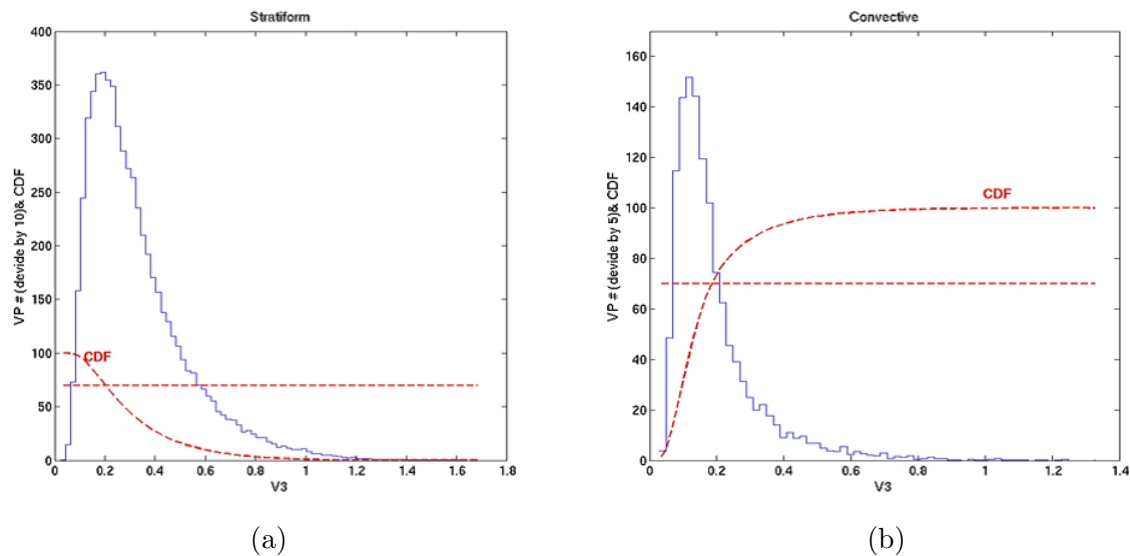 Stratiform
400
350
300
250
200
150
100
50
0
0 0.2 0.4 0.6 0.8 1 1.2 1.4 1.6 1.8
VP # (devide by 10)& CDF
CDF
V3
(a)
Convective
160
140
120
100
80
60
40
20
0
0 0.2 0.4 0.6 0.8 1 1.2 1.4
VP # (devide by 5)& CDF
CDF
V3
(b)